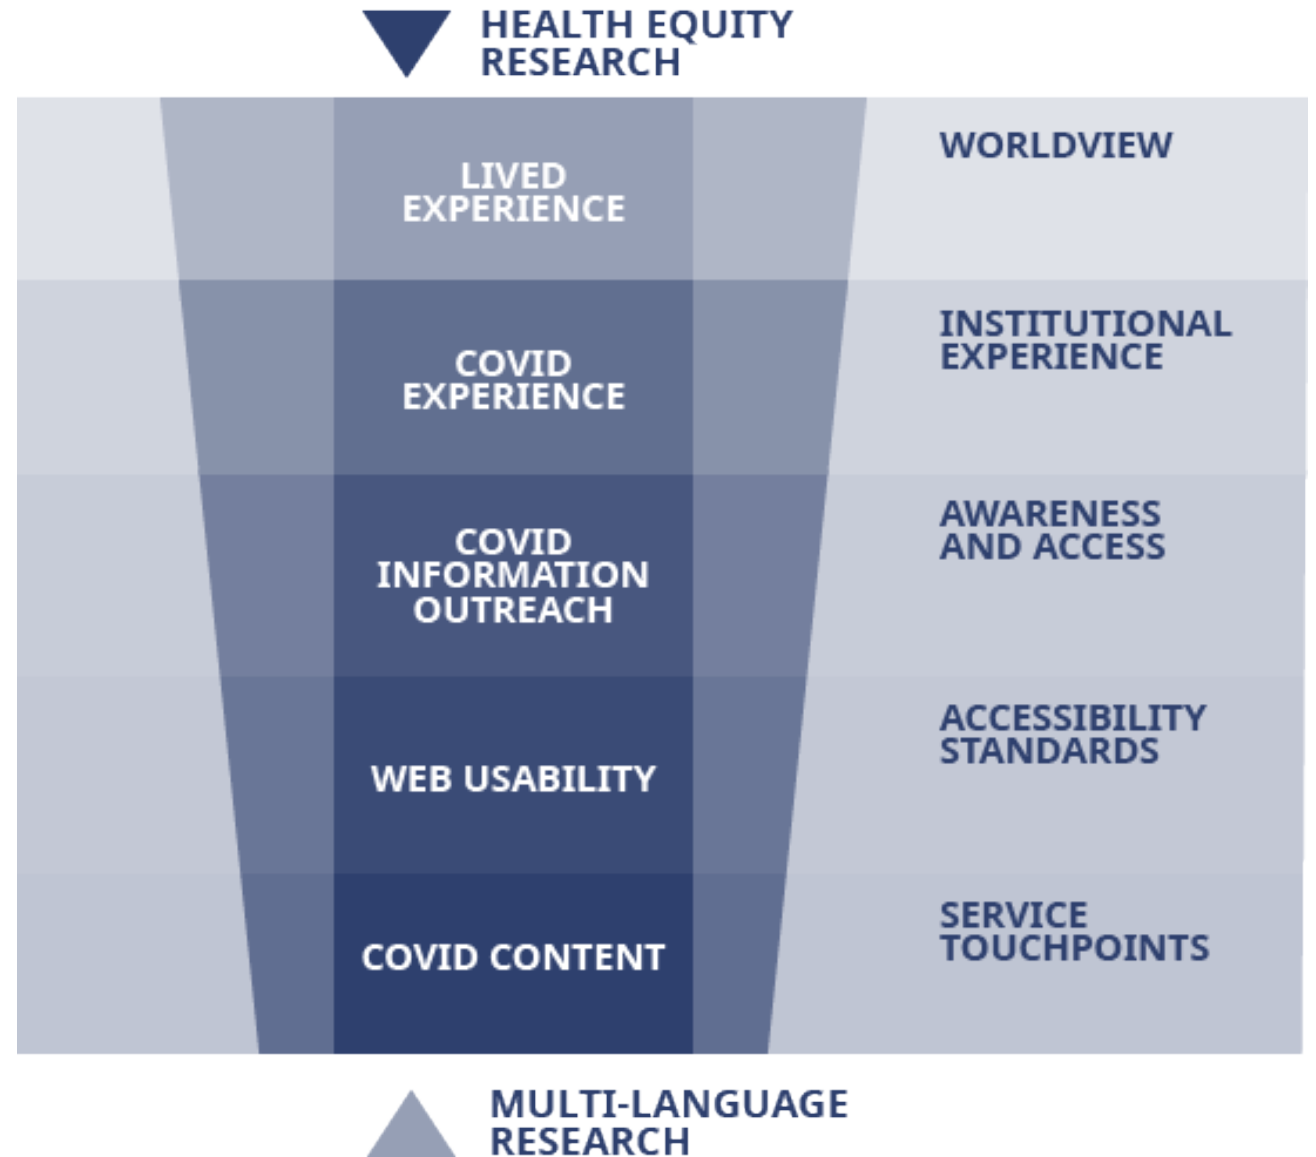 HEALTH EQUITY
RESEARCH
LIVED
EXPERIENCE
WORLDVIEW
COVID
EXPERIENCE
INSTITUTIONAL
EXPERIENCE
COVID
INFORMATION
OUTREACH
AWARENESS
AND ACCESS
WEB USABILITY
ACCESSIBILITY
STANDARDS
COVID CONTENT
SERVICE
TOUCHPOINTS
MULTI-LANGUAGE
RESEARCH